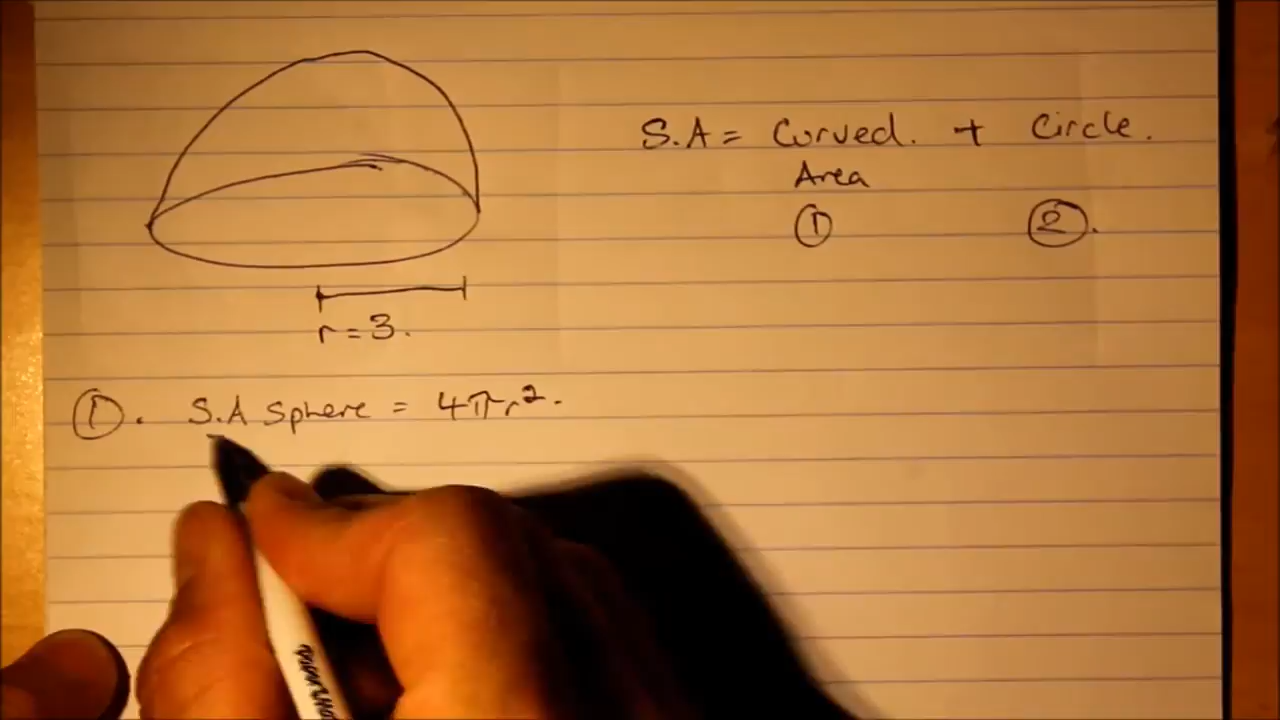 S.A = Curved. + Circle.
Area
① ②.
r = 3.
①. S.A Sphere = 4πr².